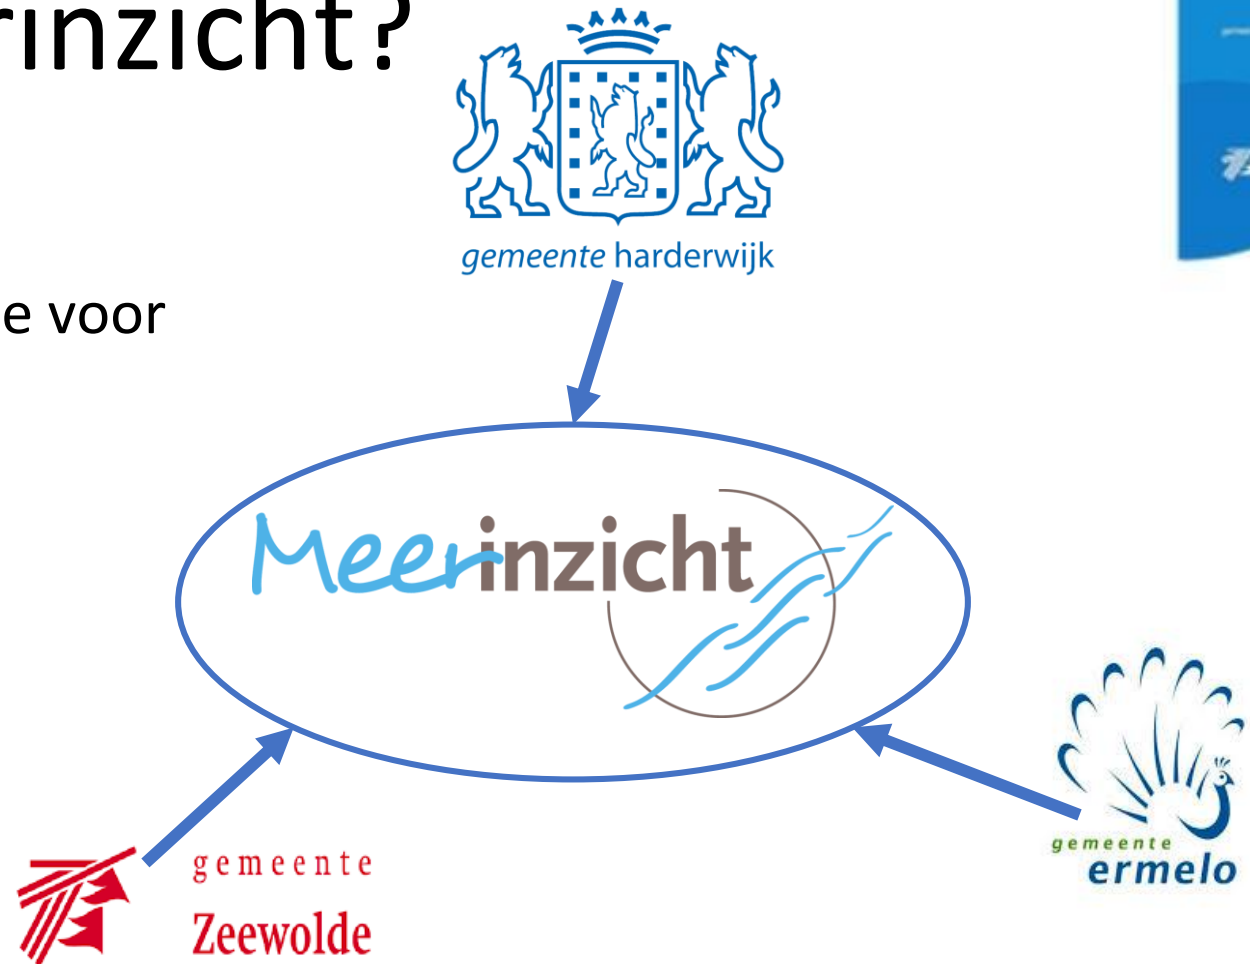 rinzicht?
gemeente harderwijk
e voor
Meerinzicht
gemeente
ermelo
gemeente
Zeewolde